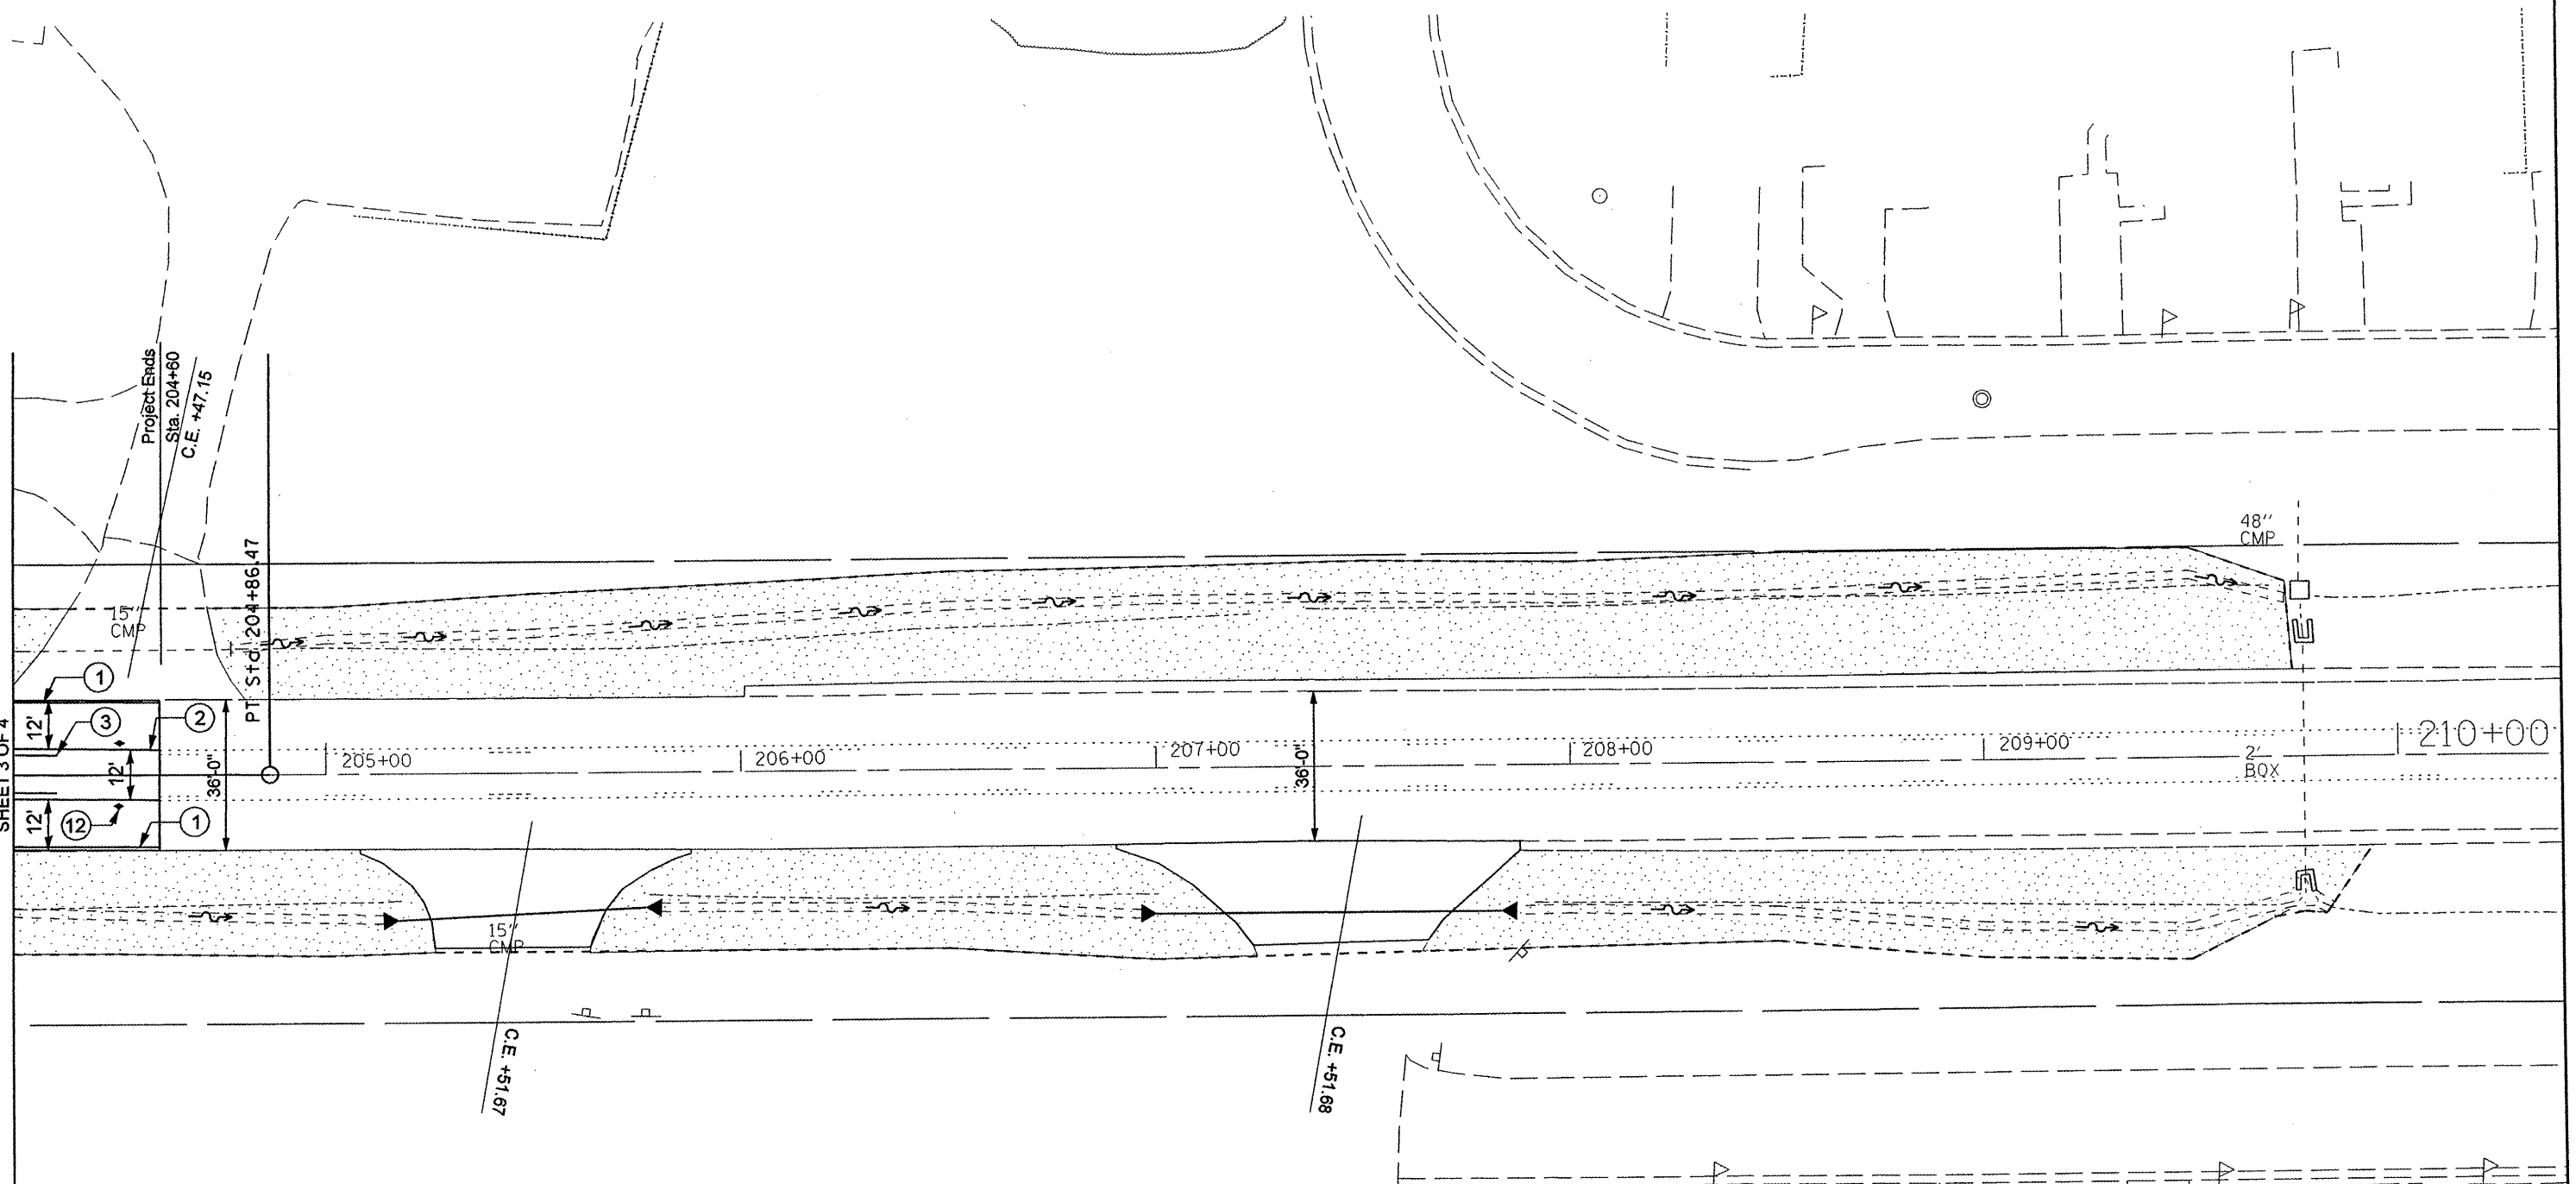 Project Ends
Sta. 204+60
C.E. +47.15
PT Sta. 204+86.47
48"
CMP
15"
CMP
1
12'
3
2
SHEET 3 OF 4
12'
36'-0"
12'
12
1
205+00
206+00
207+00
36'-0"
208+00
209+00
2'
BOX
210+00
15"
CMP
C.E. +51.67
C.E. +51.68